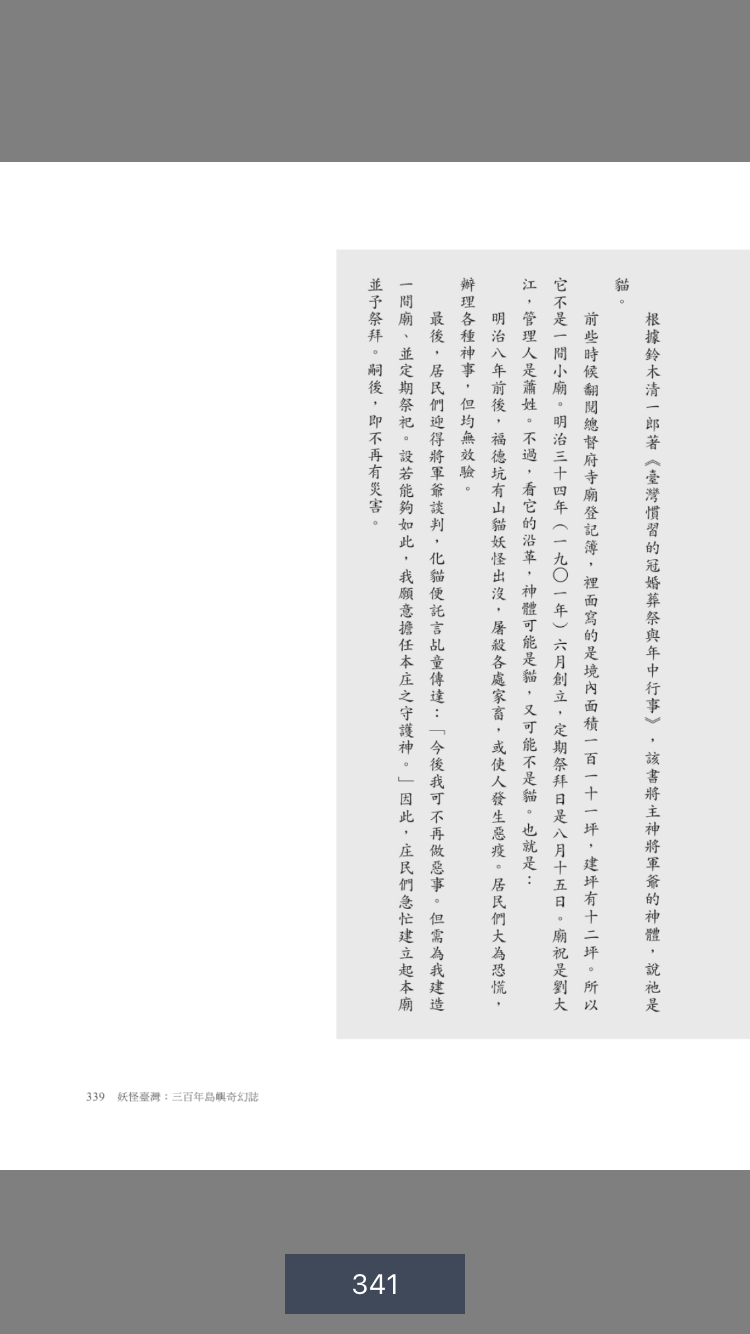 根據鈴木清一郎著《臺灣慣習的冠婚葬祭與年中行事》，該書將主神將軍爺的神體，說祂是
貓。
前些時候翻閱總督府寺廟登記簿，裡面寫的是境內面積一百一十一坪，建坪有十二坪。所以
它不是一間小廟。明治三十四年（一九〇一年）六月創立，定期祭拜日是八月十五日。廟祝是劉大
江，管理人是蕭姓。不過，看它的沿革，神體可能是貓，又可能不是貓。也就是：
明治八年前後，福德坑有山貓妖怪出沒，屠殺各處家畜，或使人發生惡疫。居民們大為恐慌，
辦理各種神事，但均無效驗。
最後，居民們迎得將軍爺談判，化貓便託言乩童傳達：「今後我可不再做惡事。但需為我建造
一間廟、並定期祭祀。設若能夠如此，我願意擔任本庄之守護神。」因此，庄民們急忙建立起本廟
並予祭拜。嗣後，即不再有災害。
339 妖怪臺灣：三百年島嶼奇幻誌
341